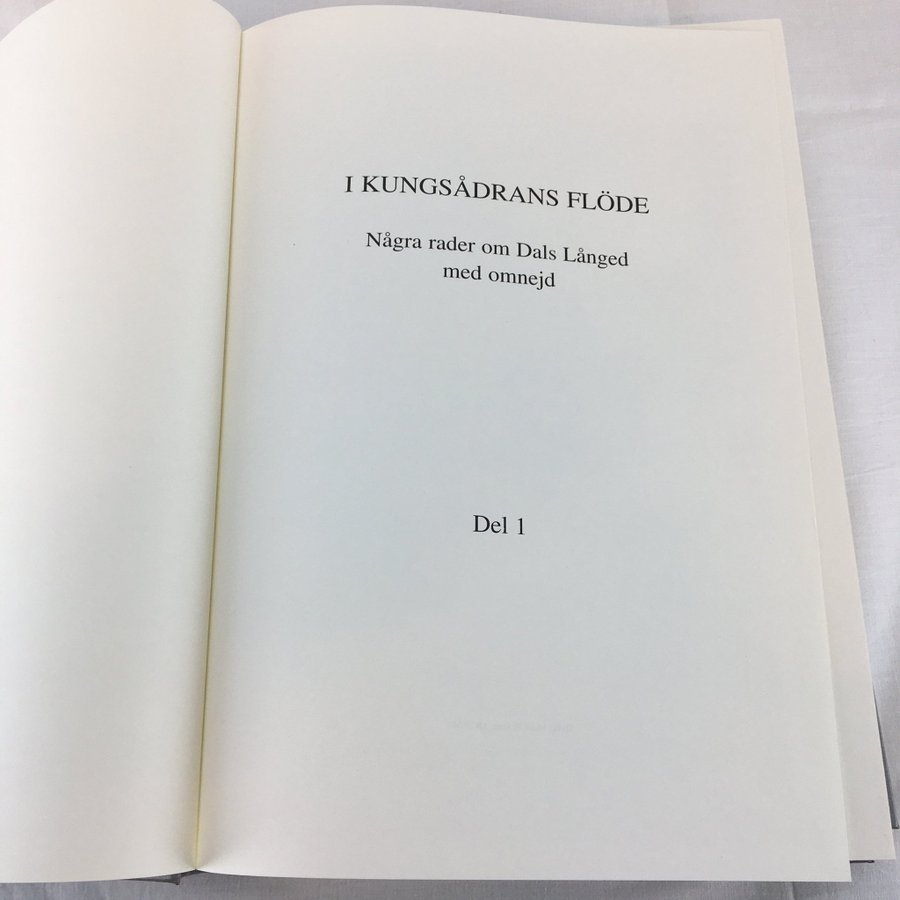 I KUNGSÅDRANS FLÖDE
Några rader om Dals Långed
med omnejd
Del 1